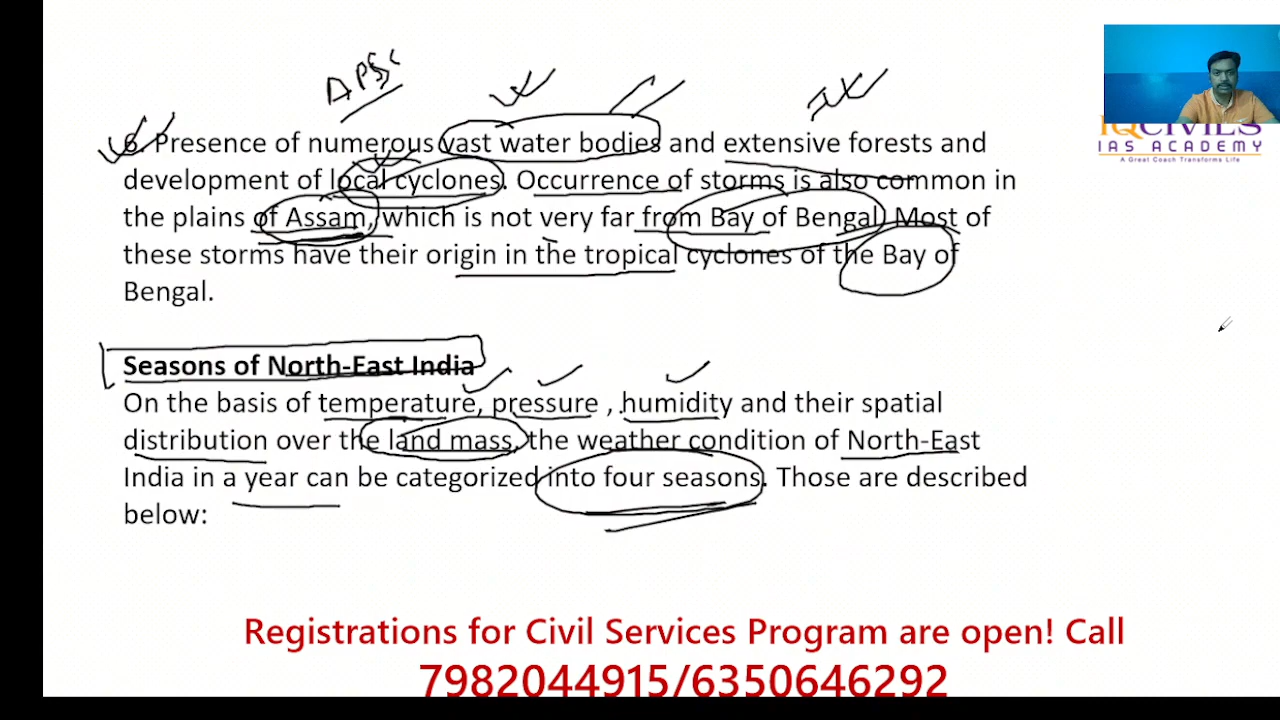 APSC
6. Presence of numerous vast water bodies and extensive forests and
development of local cyclones. Occurrence of storms is also common in
the plains of Assam, which is not very far from Bay of Bengal. Most of
these storms have their origin in the tropical cyclones of the Bay of
Bengal.
Seasons of North-East India
On the basis of temperature, pressure , humidity and their spatial
distribution over the land mass, the weather condition of North-East
India in a year can be categorized into four seasons. Those are described
below:
IQCIVILS
IAS ACADEMY
A Great Coach Transforms Life
Registrations for Civil Services Program are open! Call
7982044915/6350646292